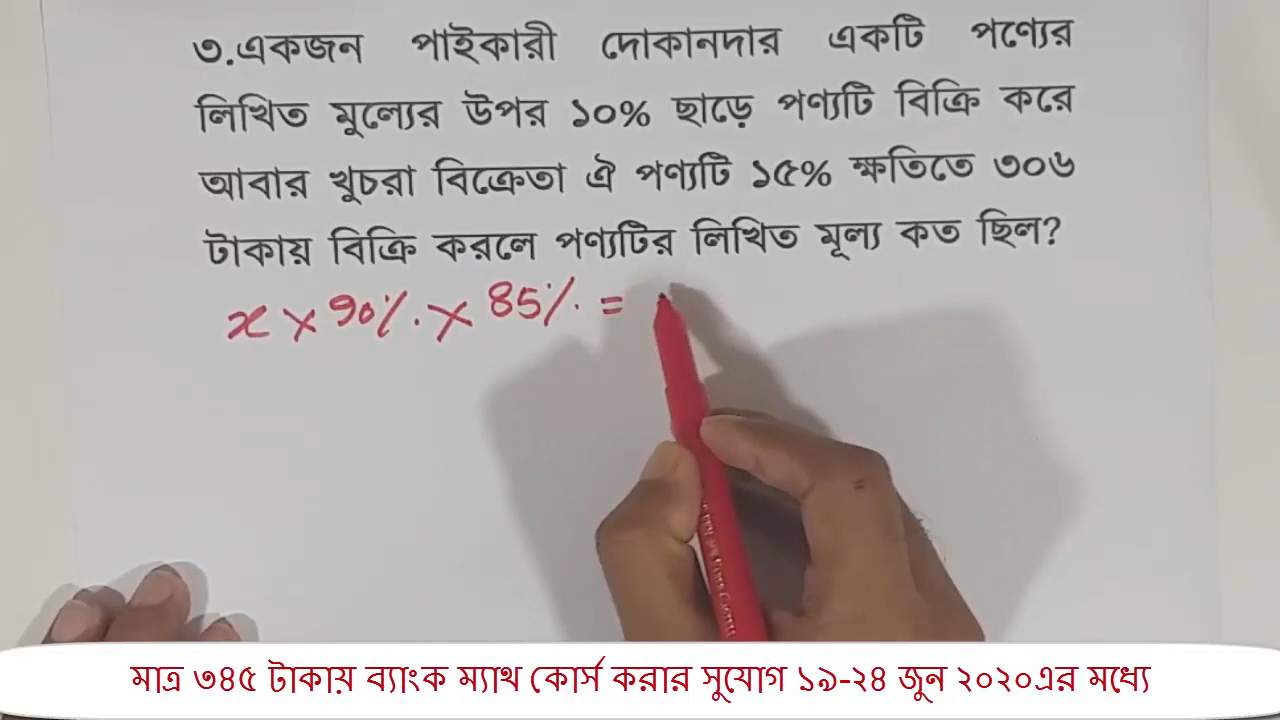 ৩.একজন পাইকারী দোকানদার একটি পণ্যের
লিখিত মুল্যের উপর ১০% ছাড়ে পণ্যটি বিক্রি করে
আবার খুচরা বিক্রেতা ঐ পণ্যটি ১৫% ক্ষতিতে ৩০৬
টাকায় বিক্রি করলে পণ্যটির লিখিত মূল্য কত ছিল?
x × 90% × 85% =
মাত্র ৩৪৫ টাকায় ব্যাংক ম্যাথ কোর্স করার সুযোগ ১৯-২৪ জুন ২০২০এর মধ্যে